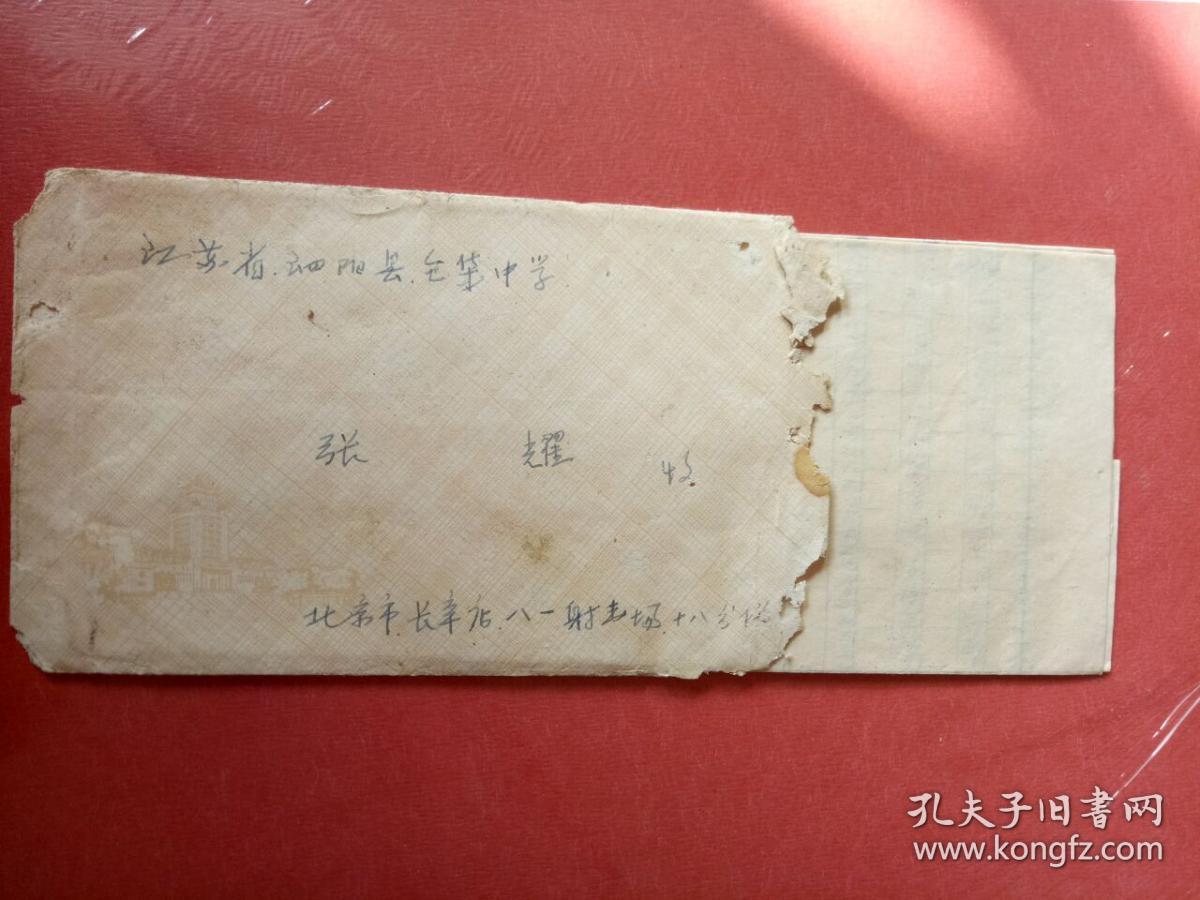 江苏省.泗阳县.仓集中学
张 耀 收
北京市.长辛店.八一射击场.十八分队
孔夫子旧书网
www.kongfz.com